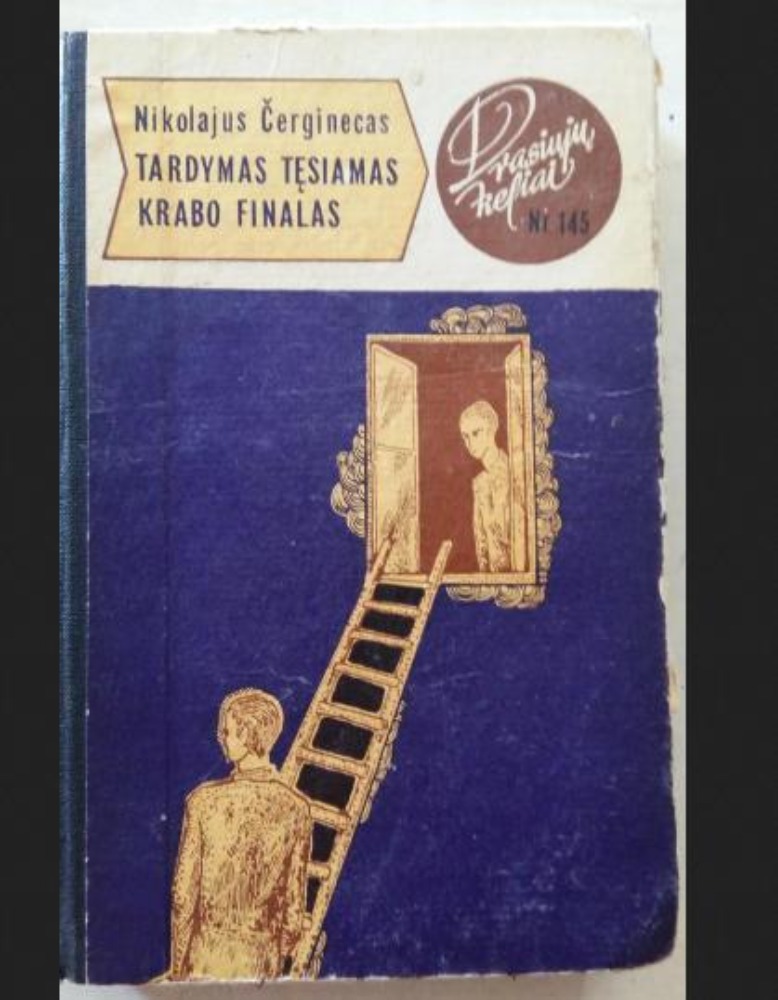 Nikolajus Čerginecas
TARDYMAS TĘSIAMAS
KRABO FINALAS
Drąsiųjų
keliai
Nr 145